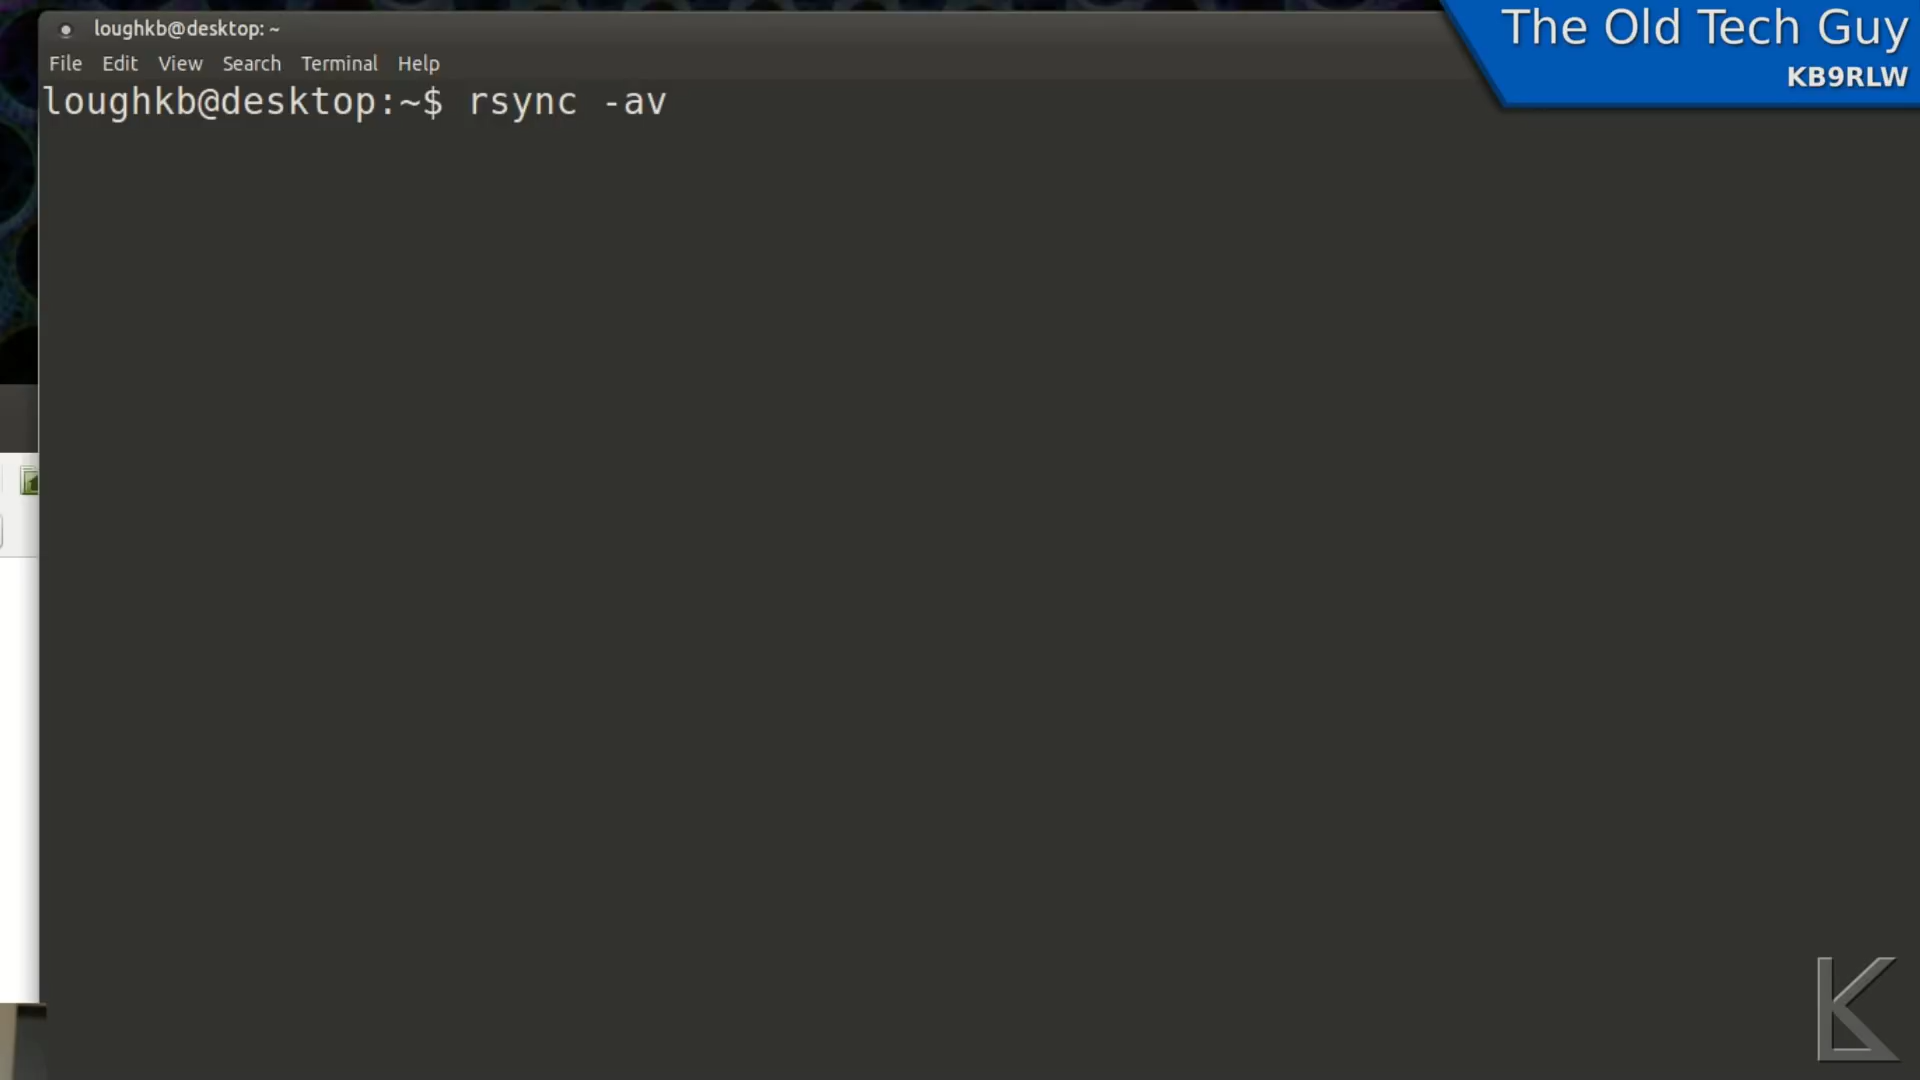 loughkb@desktop: ~
The Old Tech Guy
KB9RLW
File Edit View Search Terminal Help
loughkb@desktop:~$ rsync -av
K